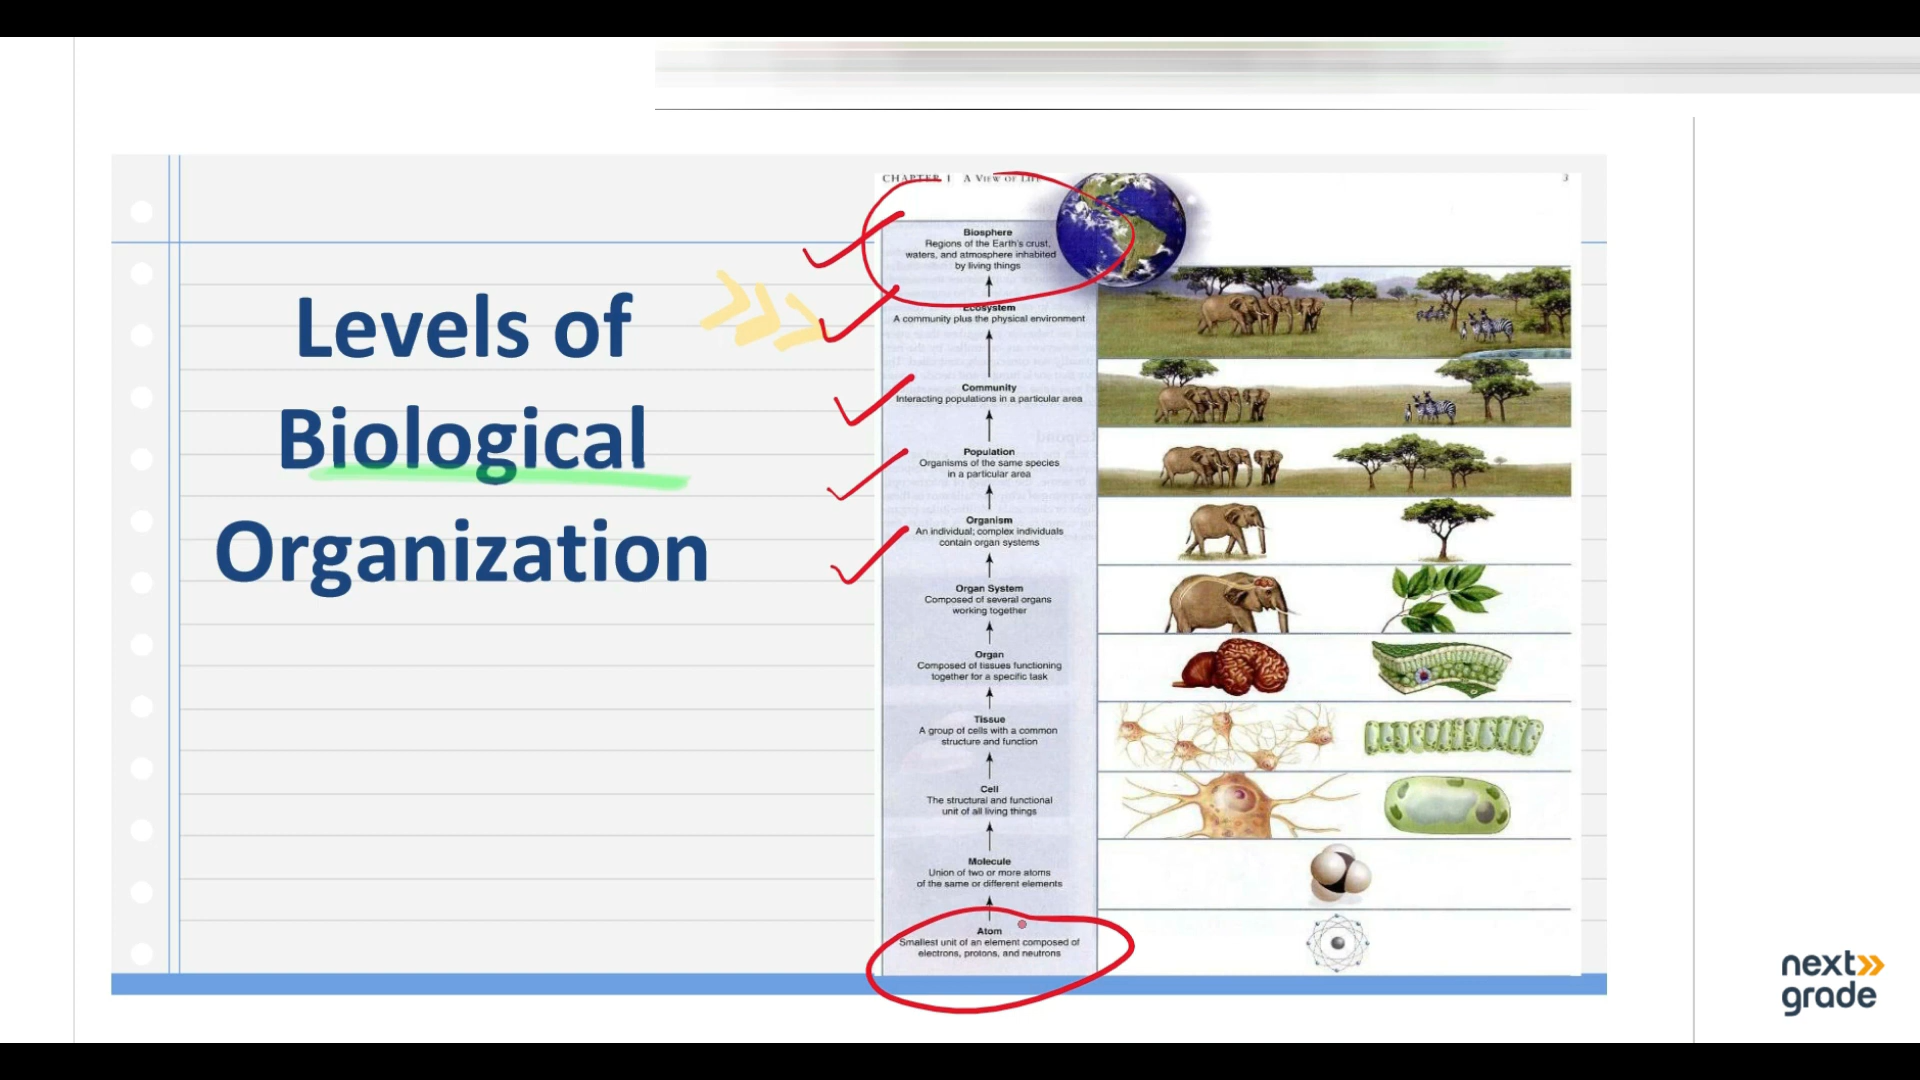 Levels of
Biological
Organization
CHAPTER 1 A VIEW OF LIFE
3
Biosphere
Regions of the Earth's crust,
waters, and atmosphere inhabited
by living things
Ecosystem
A community plus the physical environment
Community
Interacting populations in a particular area
Population
Organisms of the same species
in a particular area
Organism
An individual; complex individuals
contain organ systems
Organ System
Composed of several organs
working together
Organ
Composed of tissues functioning
together for a specific task
Tissue
A group of cells with a common
structure and function
Cell
The structural and functional
unit of all living things
Molecule
Union of two or more atoms
of the same or different elements
Atom
Smallest unit of an element composed of
electrons, protons, and neutrons
next
grade